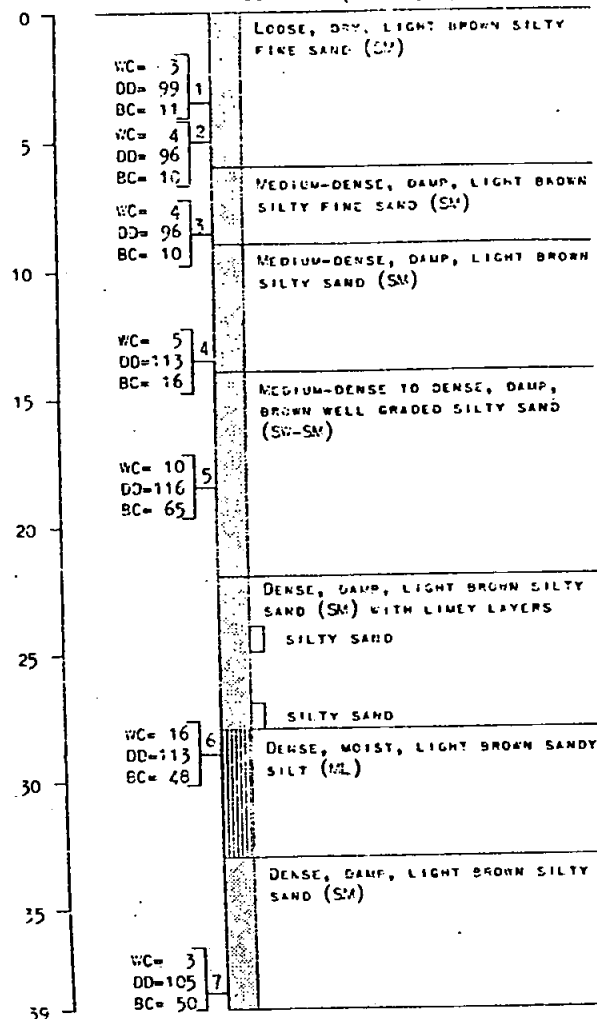 0
LOOSE, DRY, LIGHT BROWN SILTY
FINE SAND (SM)
WC= 3
DD= 99
BC= 11
1
WC= 4
DD= 96
BC= 10
2
5
MEDIUM-DENSE, DAMP, LIGHT BROWN
SILTY FINE SAND (SM)
WC= 4
DD= 96
BC= 10
3
10
MEDIUM-DENSE, DAMP, LIGHT BROWN
SILTY SAND (SM)
WC= 5
DD=113
BC= 16
4
15
MEDIUM-DENSE TO DENSE, DAMP,
BROWN WELL GRADED SILTY SAND
(SW-SM)
WC= 10
DD=116
BC= 65
5
20
DENSE, DAMP, LIGHT BROWN SILTY
SAND (SM) WITH LIMEY LAYERS
SILTY SAND
25
SILTY SAND
WC= 16
DD=113
BC= 48
6
DENSE, MOIST, LIGHT BROWN SANDY
SILT (ML)
30
DENSE, DAMP, LIGHT BROWN SILTY
SAND (SM)
35
WC= 3
DD=105
BC= 50
7
39